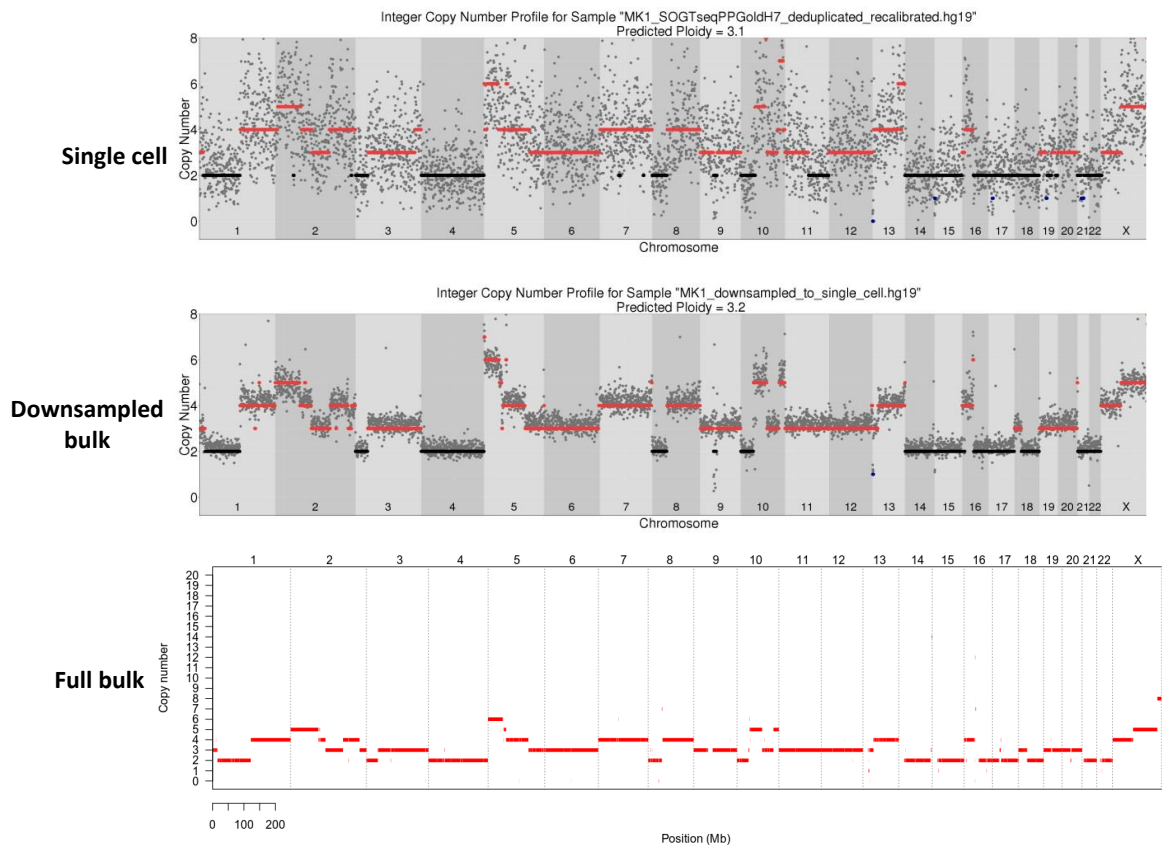 Integer Copy Number Profile for Sample "MK1_SOGTseqPPGoldH7_deduplicated_recalibrated.hg19"
Predicted Ploidy = 3.1
Single cell
Copy Number
8
6
4
2
0
1 2 3 4 5 6 7 8 9 10 11 12 13 14 15 16 17 18 19 20 21 22 X
Chromosome
Integer Copy Number Profile for Sample "MK1_downsampled_to_single_cell.hg19"
Predicted Ploidy = 3.2
Downsampled
bulk
Copy Number
8
6
4
2
0
1 2 3 4 5 6 7 8 9 10 11 12 13 14 15 16 17 18 19 20 21 22 X
Chromosome
1 2 3 4 5 6 7 8 9 10 11 12 13 14 15 16 17 18 19 20 21 22 X
Full bulk
Copy number
20
19
18
17
16
15
14
13
12
11
10
9
8
7
6
5
4
3
2
1
0
0 100 200
Position (Mb)